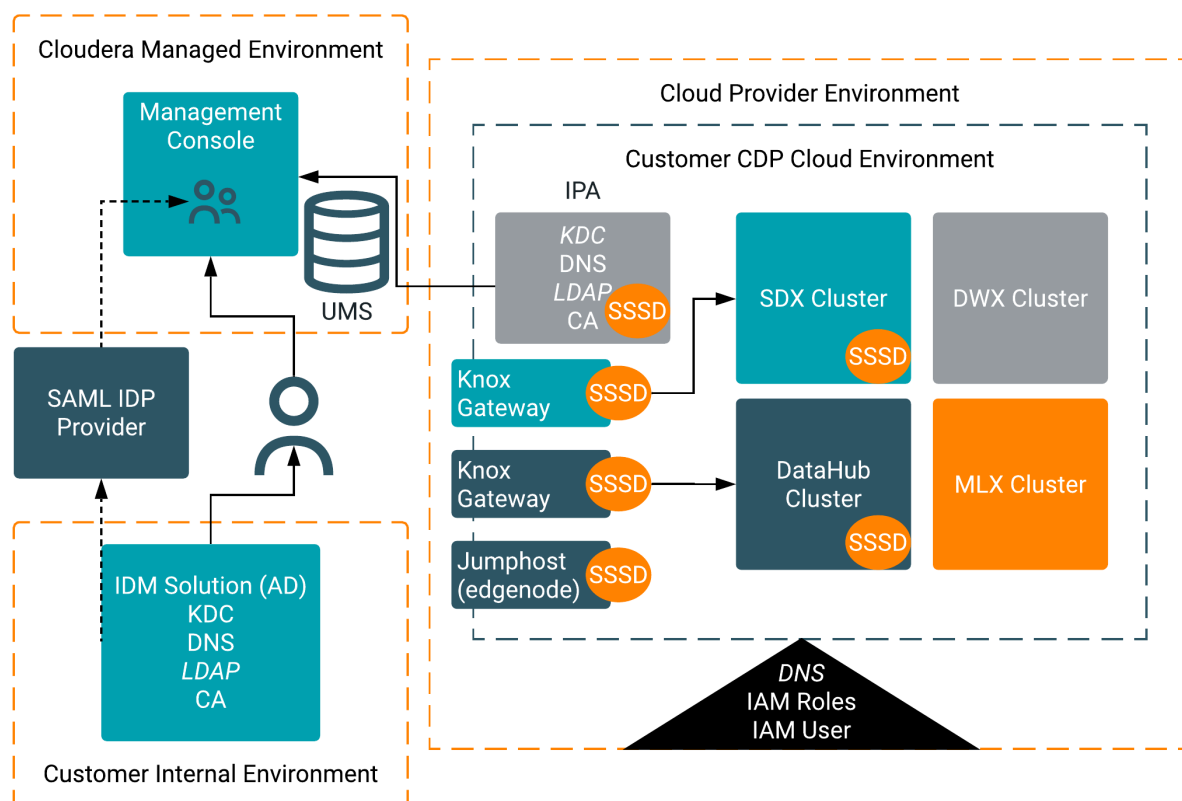 Cloudera Managed Environment
Management
Console
UMS
SAML IDP
Provider
IDM Solution (AD)
KDC
DNS
LDAP
CA
Customer Internal Environment
Cloud Provider Environment
Customer CDP Cloud Environment
IPA
KDC
DNS
LDAP
CA
SSSD
Knox
Gateway
SSSD
Knox
Gateway
SSSD
Jumphost
(edgenode)
SSSD
SDX Cluster
SSSD
DWX Cluster
DataHub
Cluster
SSSD
MLX Cluster
DNS
IAM Roles
IAM User